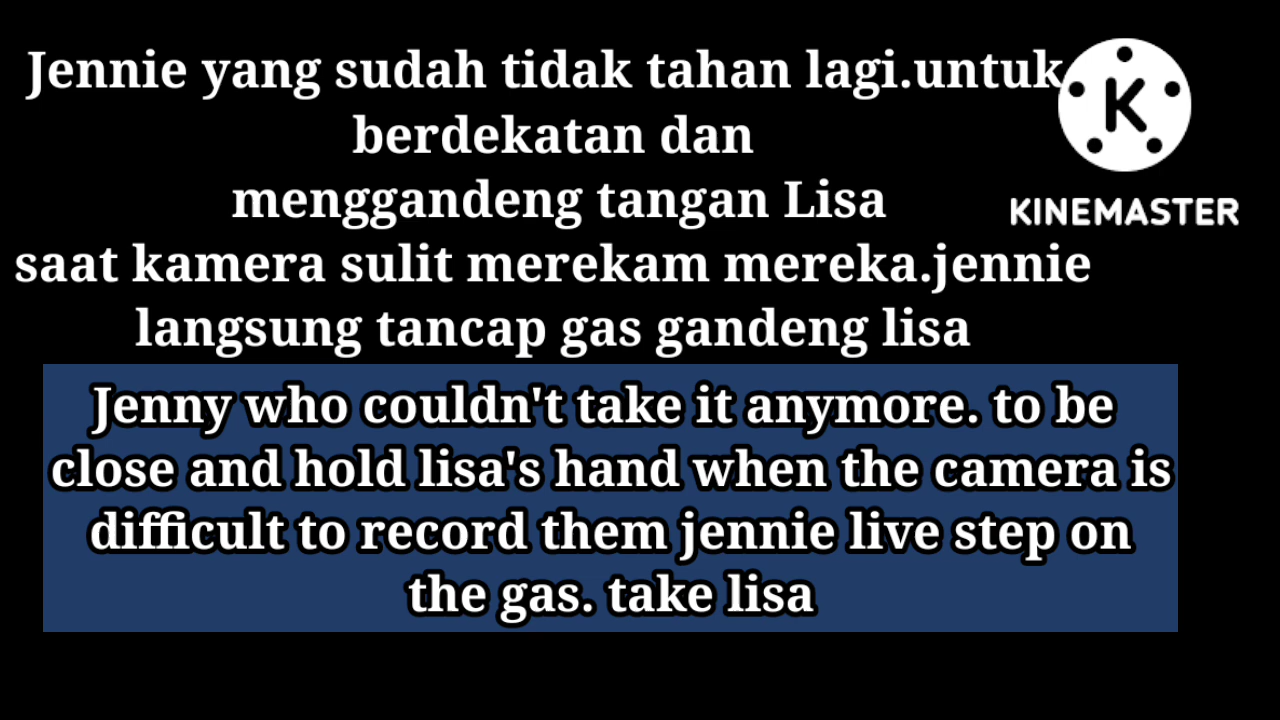 Jennie yang sudah tidak tahan lagi.untuk
berdekatan dan
menggandeng tangan Lisa
saat kamera sulit merekam mereka.jennie
langsung tancap gas gandeng lisa
K
KINEMASTER
Jenny who couldn't take it anymore. to be
close and hold lisa's hand when the camera is
difficult to record them jennie live step on
the gas. take lisa